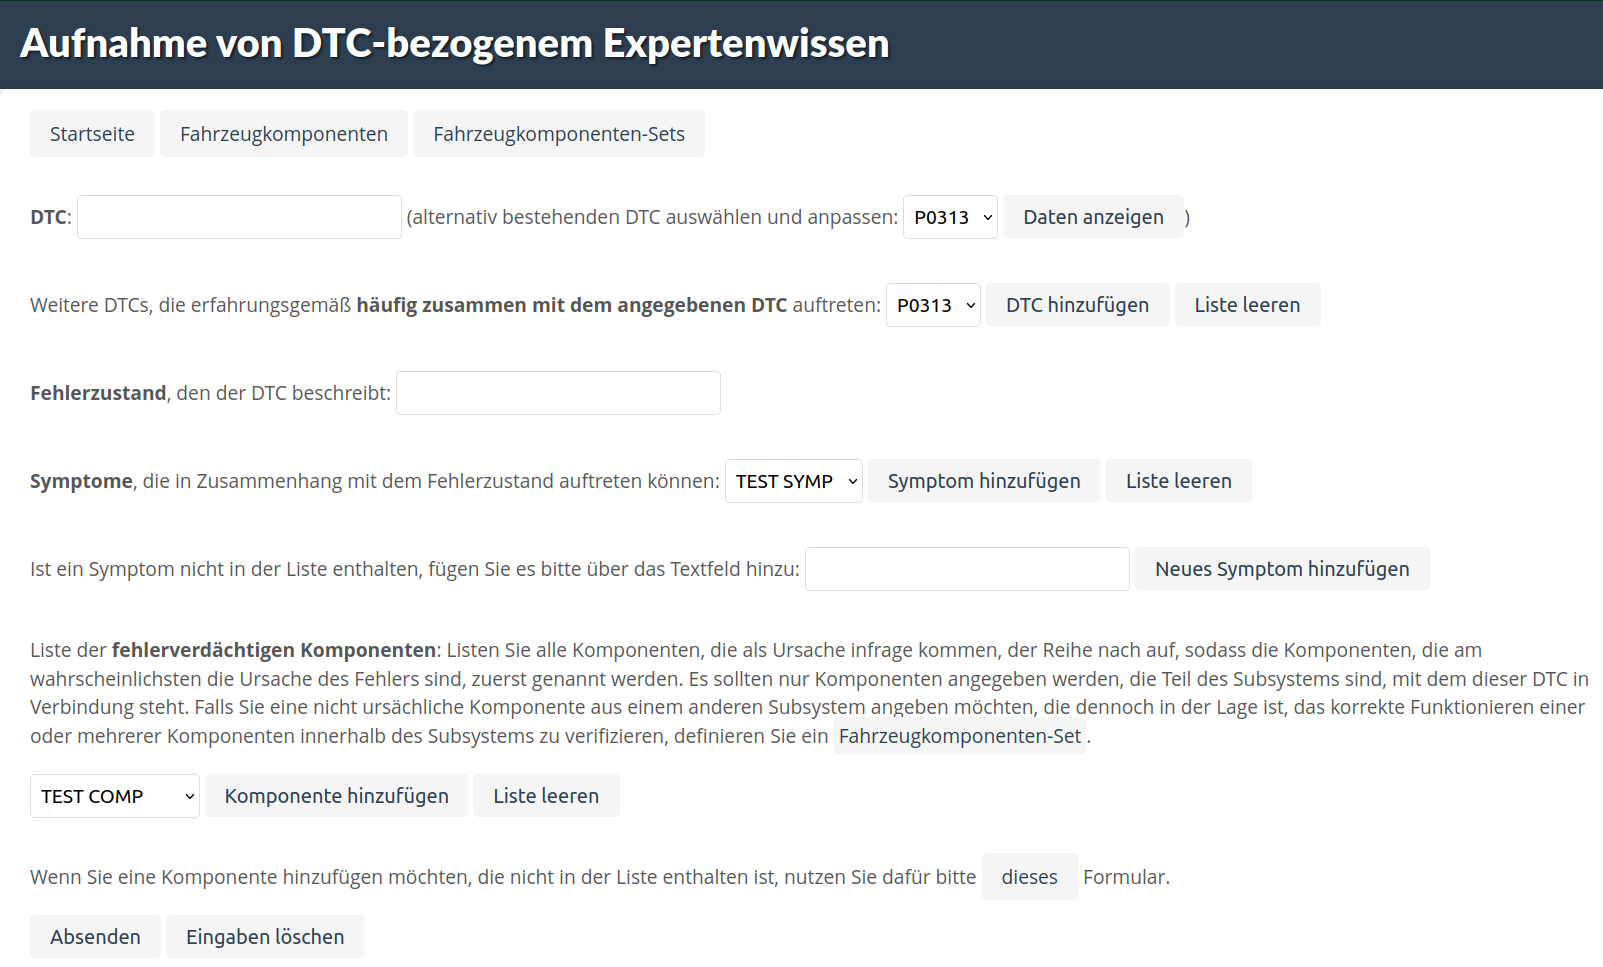 Aufnahme von DTC-bezogenem Expertenwissen
Startseite Fahrzeugkomponenten Fahrzeugkomponenten-Sets
DTC: (alternativ bestehenden DTC auswählen und anpassen: P0313 Daten anzeigen )
Weitere DTCs, die erfahrungsgemäß häufig zusammen mit dem angegebenen DTC auftreten: P0313 DTC hinzufügen Liste leeren
Fehlerzustand, den der DTC beschreibt:
Symptome, die in Zusammenhang mit dem Fehlerzustand auftreten können: TEST SYMP Symptom hinzufügen Liste leeren
Ist ein Symptom nicht in der Liste enthalten, fügen Sie es bitte über das Textfeld hinzu: Neues Symptom hinzufügen
Liste der fehlerverdächtigen Komponenten: Listen Sie alle Komponenten, die als Ursache infrage kommen, der Reihe nach auf, sodass die Komponenten, die am
wahrscheinlichsten die Ursache des Fehlers sind, zuerst genannt werden. Es sollten nur Komponenten angegeben werden, die Teil des Subsystems sind, mit dem dieser DTC in
Verbindung steht. Falls Sie eine nicht ursächliche Komponente aus einem anderen Subsystem angeben möchten, die dennoch in der Lage ist, das korrekte Funktionieren einer
oder mehrerer Komponenten innerhalb des Subsystems zu verifizieren, definieren Sie ein Fahrzeugkomponenten-Set.
TEST COMP Komponente hinzufügen Liste leeren
Wenn Sie eine Komponente hinzufügen möchten, die nicht in der Liste enthalten ist, nutzen Sie dafür bitte dieses Formular.
Absenden Eingaben löschen